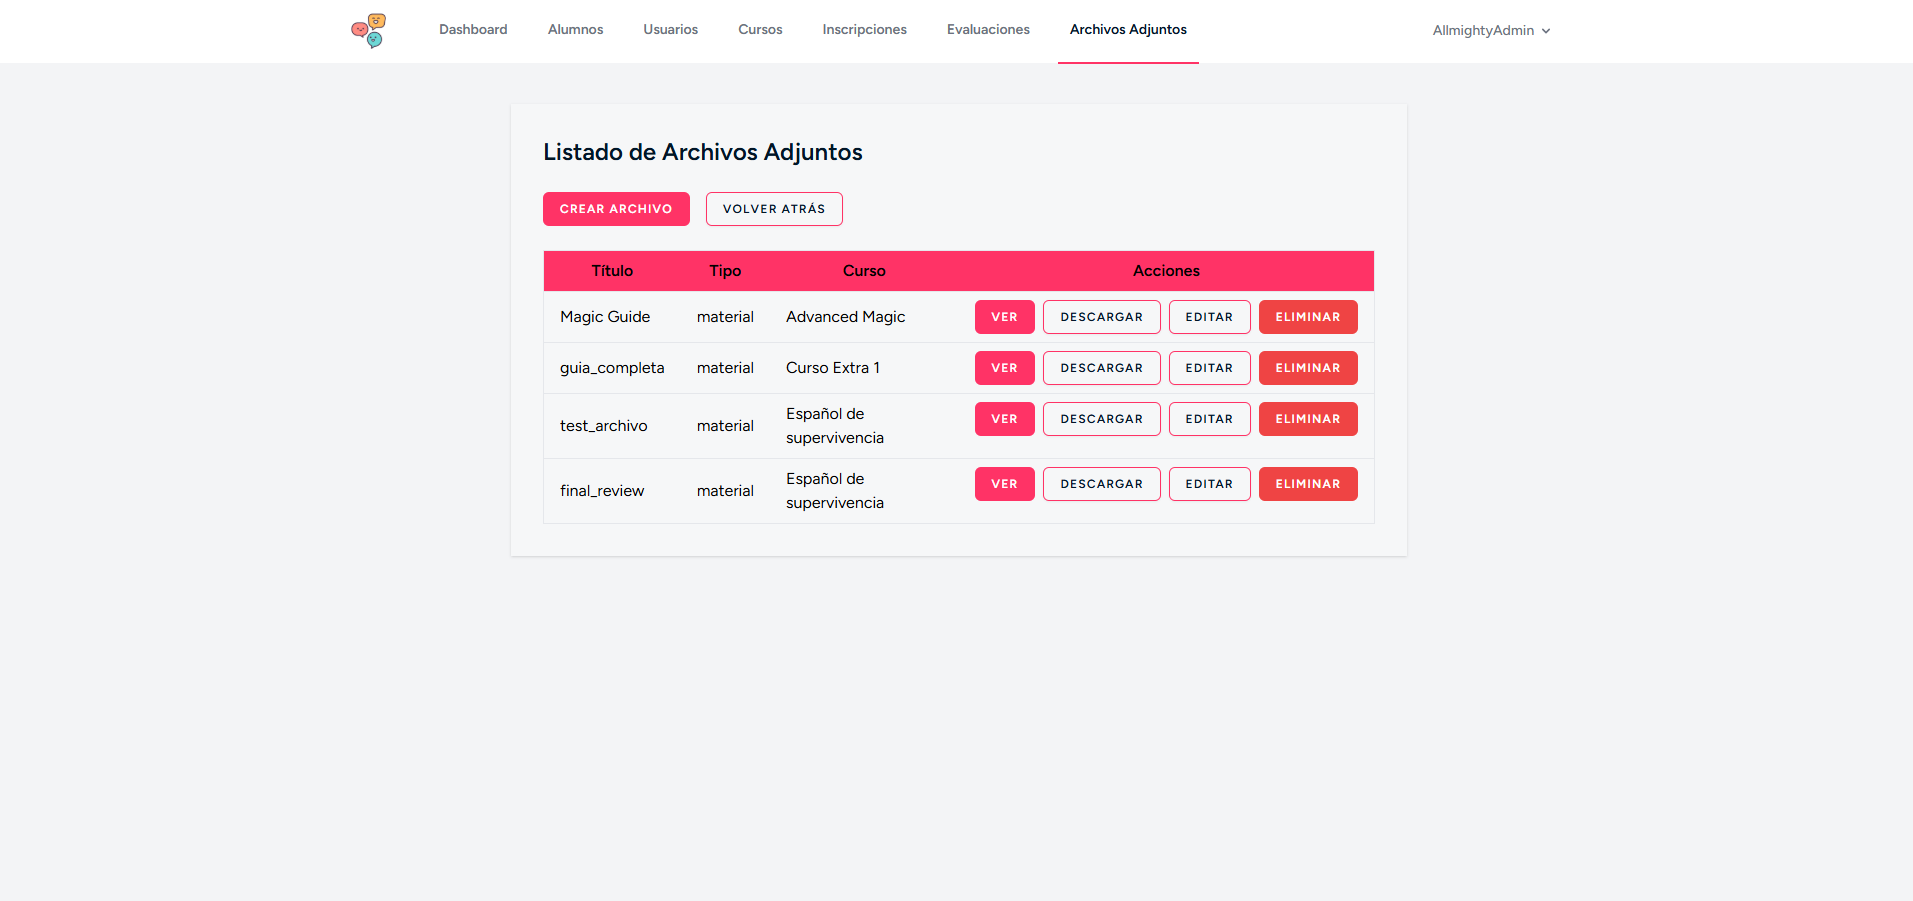 Dashboard Alumnos Usuarios Cursos Inscripciones Evaluaciones Archivos Adjuntos AllmightyAdmin
Listado de Archivos Adjuntos
CREAR ARCHIVO VOLVER ATRÁS
Título Tipo Curso Acciones
Magic Guide material Advanced Magic VER DESCARGAR EDITAR ELIMINAR
guia_completa material Curso Extra 1 VER DESCARGAR EDITAR ELIMINAR
test_archivo material Español de supervivencia VER DESCARGAR EDITAR ELIMINAR
final_review material Español de supervivencia VER DESCARGAR EDITAR ELIMINAR